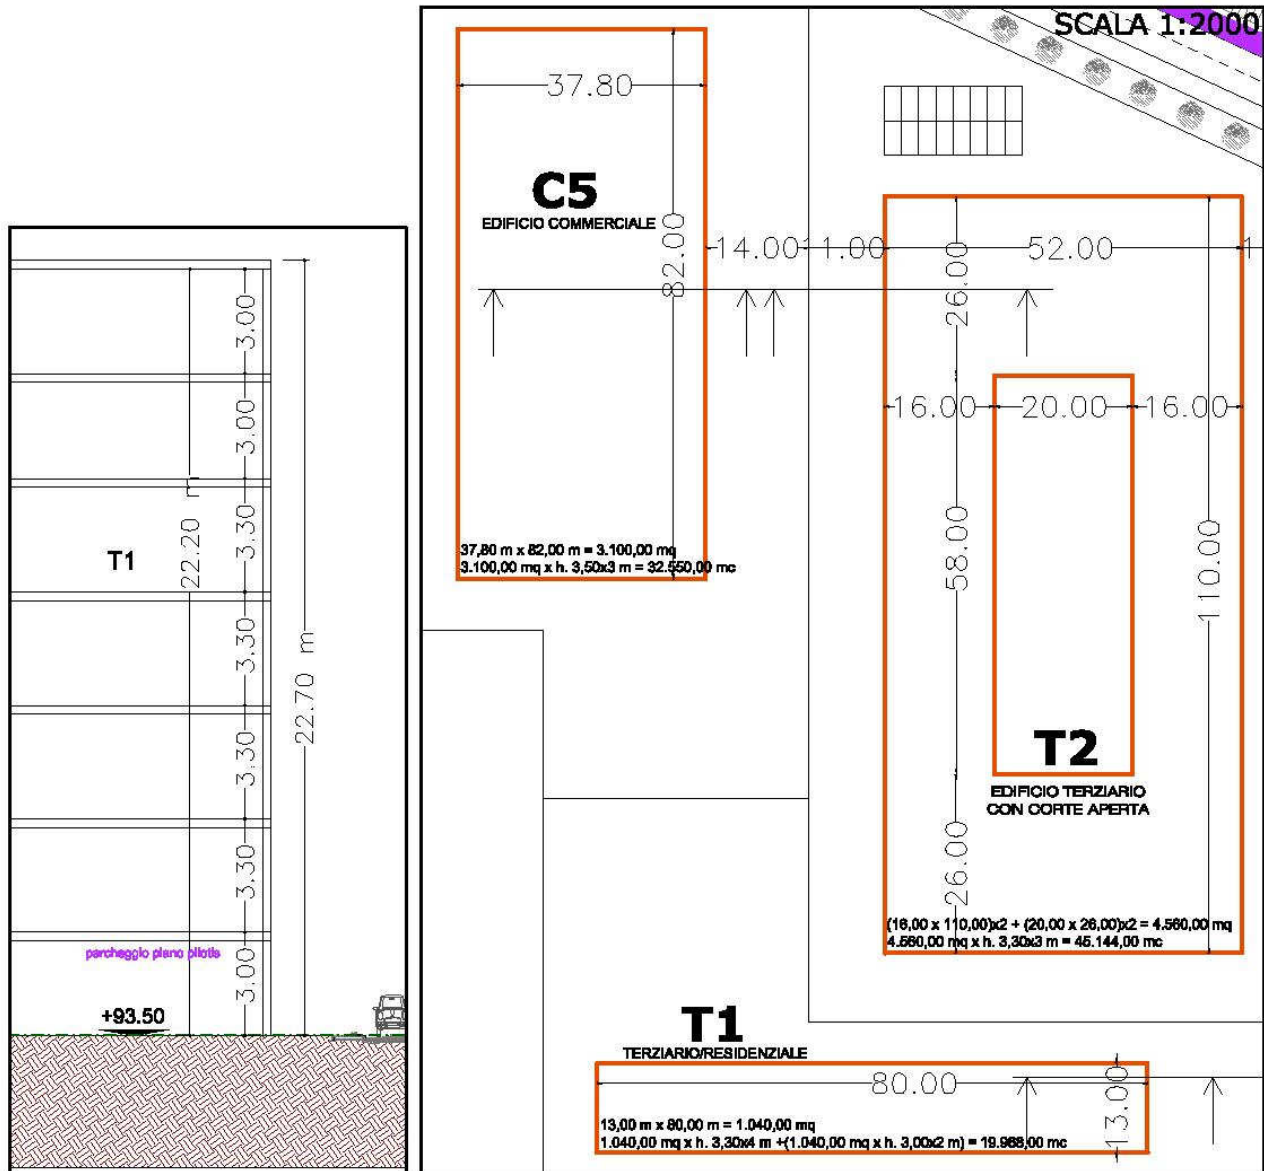 3.00
3.00
3.30
3.30
3.30
3.30
3.00
22.20 m
22.70 m
T1
parcheggio piano pilotis
+93.50
SCALA 1:2000
37.80
C5
EDIFICIO COMMERCIALE
82.00
14.00
11.00
52.00
1
26.00
16.00
20.00
16.00
58.00
110.00
37,80 m x 82,00 m = 3.100,00 mq
3.100,00 mq x h. 3,50x3 m = 32.550,00 mc
T2
EDIFICIO TERZIARIO
CON CORTE APERTA
26.00
(16,00 x 110,00)x2 + (20,00 x 26,00)x2 = 4.560,00 mq
4.560,00 mq x h. 3,30x3 m = 45.144,00 mc
T1
TERZIARIO/RESIDENZIALE
80.00
13.00
13,00 m x 80,00 m = 1.040,00 mq
1.040,00 mq x h. 3,30x4 m +(1.040,00 mq x h. 3,00x2 m) = 19.968,00 mc